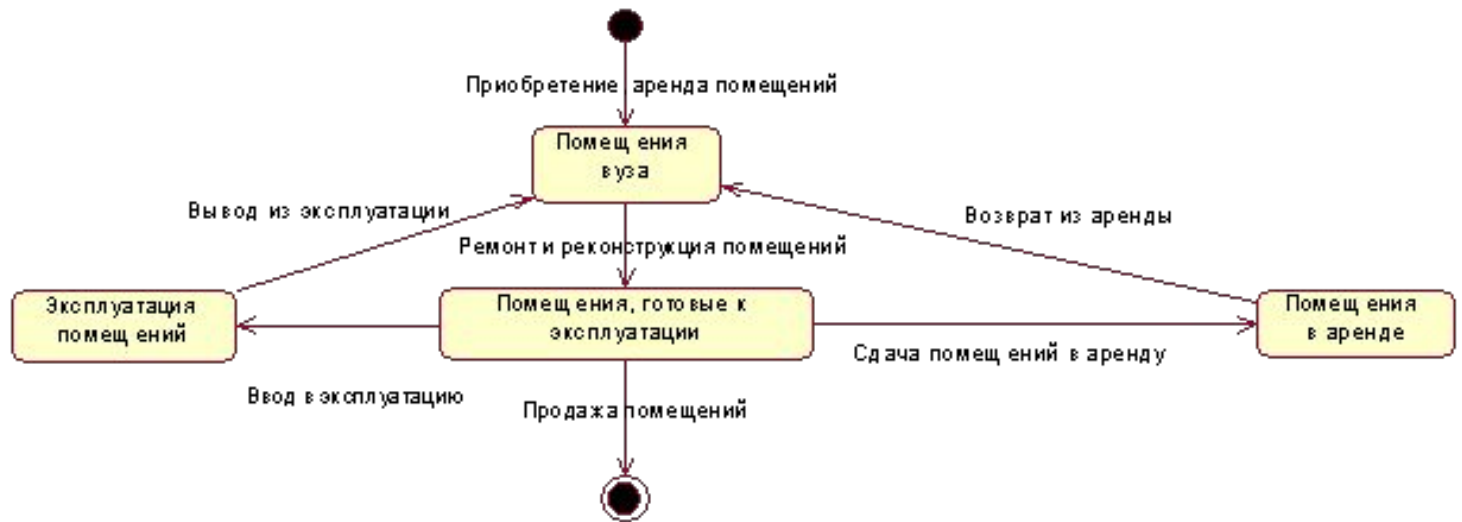 Приобретение, аренда помещений
Помещения
вуза
Вывод из эксплуатации
Возврат из аренды
Ремонт и реконструкция помещений
Эксплуатация
помещений
Помещения, готовые к
эксплуатации
Помещения
в аренде
Сдача помещений в аренду
Ввод в эксплуатацию
Продажа помещений